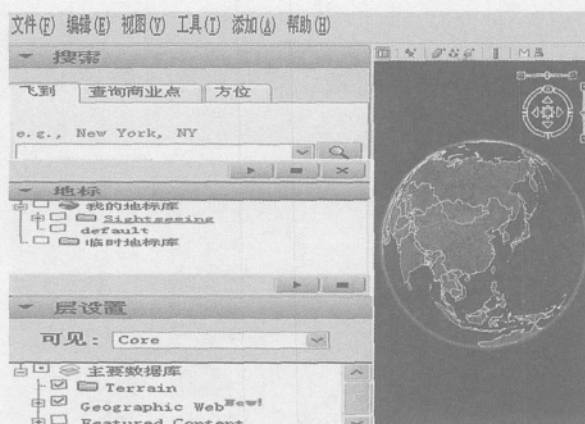 文件(F) 编辑(E) 视图(V) 工具(T) 添加(A) 帮助(H)
搜索
飞到 查询商业点 方位
e.g., New York, NY
地标
我的地标库
Sightseeing
default
临时地标库
层设置
可见: Core
主要数据库
Terrain
Geographic Web New!
Featured Content